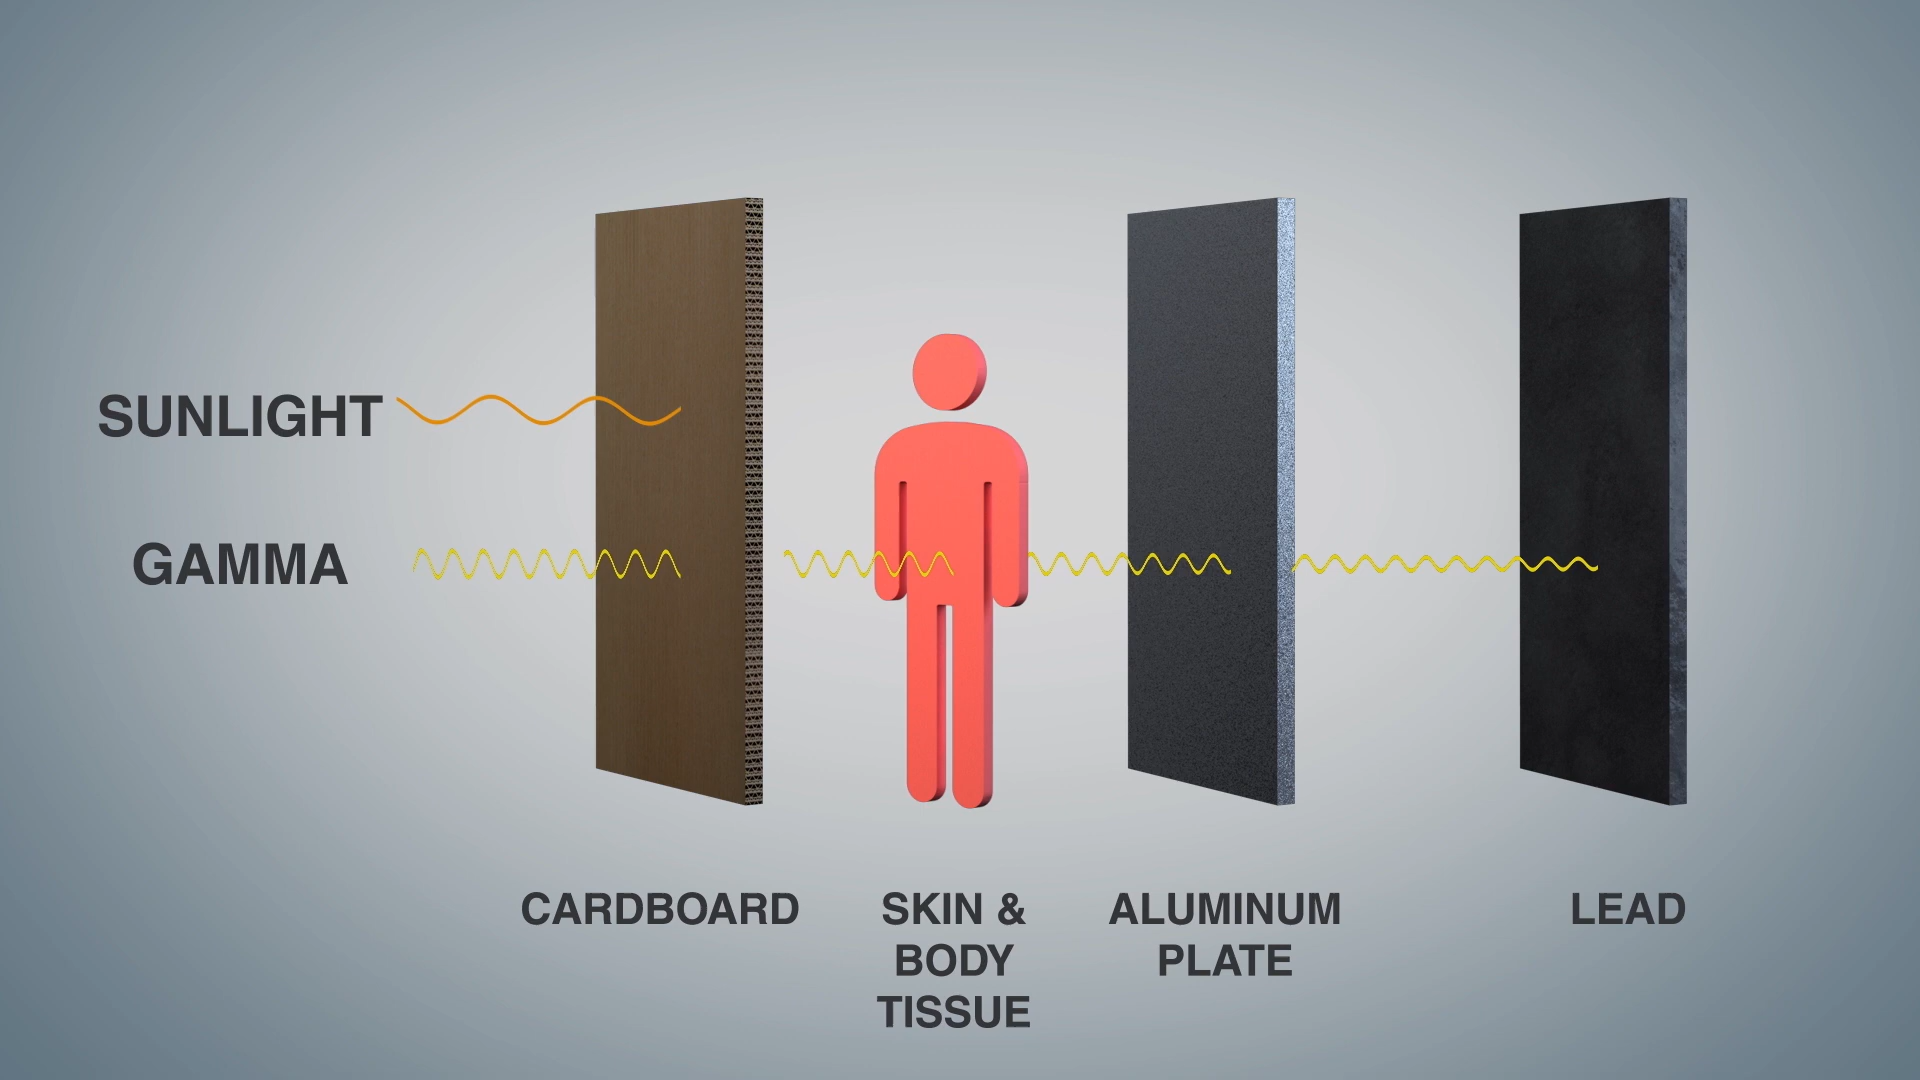 SUNLIGHT
GAMMA
CARDBOARD
SKIN &
BODY
TISSUE
ALUMINUM
PLATE
LEAD